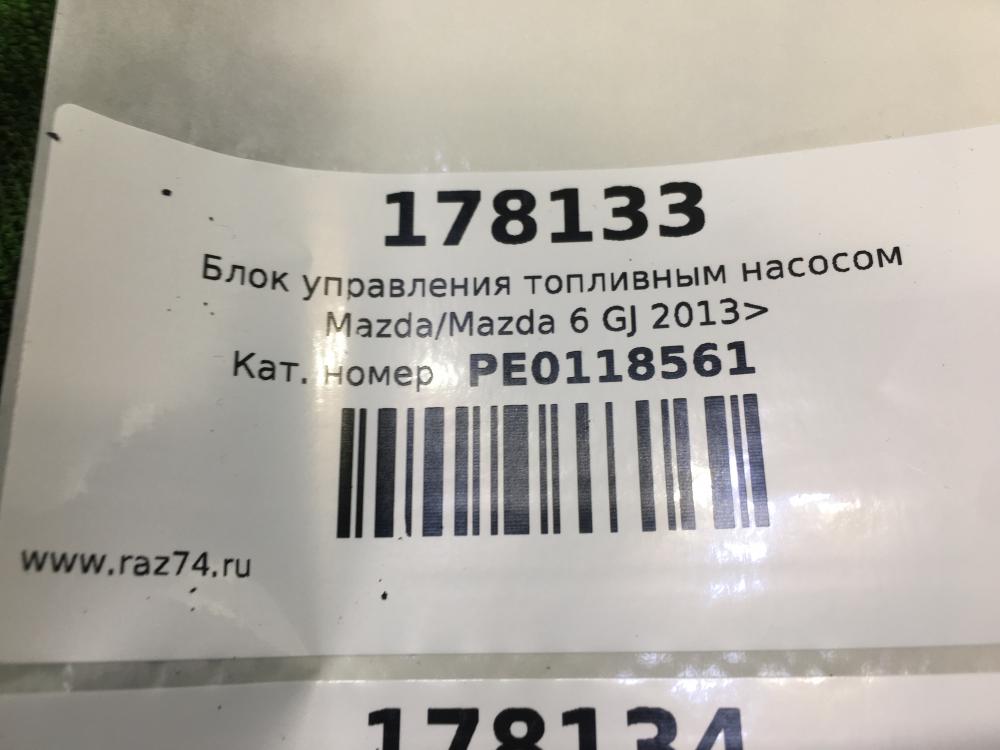 178133
Блок управления топливным насосом
Mazda/Mazda 6 GJ 2013>
Кат. номер PE0118561
www.raz74.ru
178134